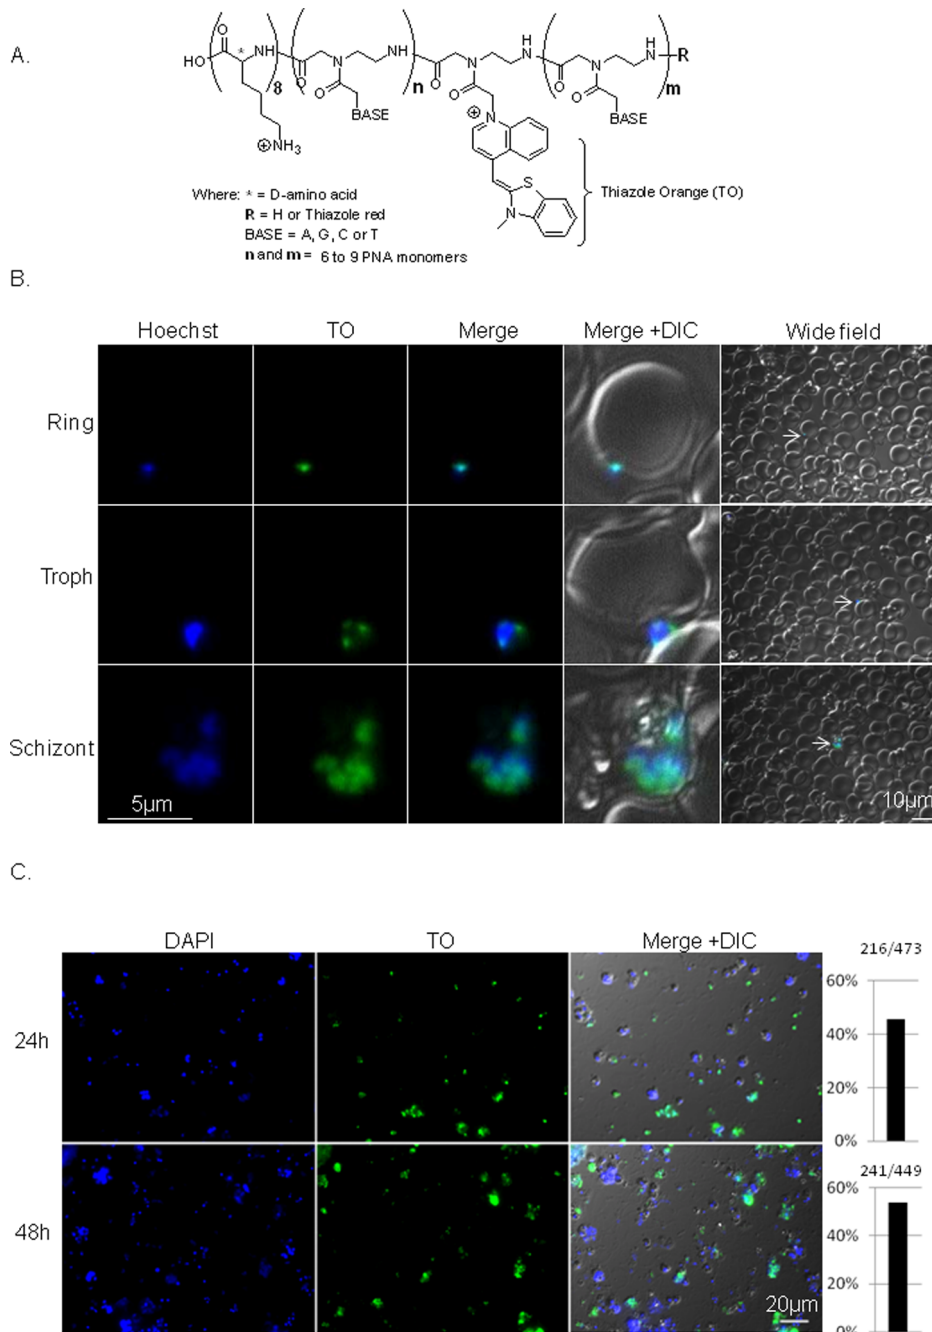 A.
HO
O
*
NH
8
⊕NH3
O
N
NH
O
BASE
n
O
N
H
N
O
⊕
N
S
N
O
N
H
N
R
O
BASE
m
Thiazole Orange (TO)
Where: * = D-amino acid
R = H or Thiazole red
BASE = A, G, C or T
n and m = 6 to 9 PNA monomers
B.
Hoechst TO Merge Merge +DIC Wide field
Ring
Troph
Schizont
5µm
10µm
C.
DAPI TO Merge +DIC
24h
216/473
60%
40%
20%
0%
48h
241/449
60%
40%
20%
0%
20µm